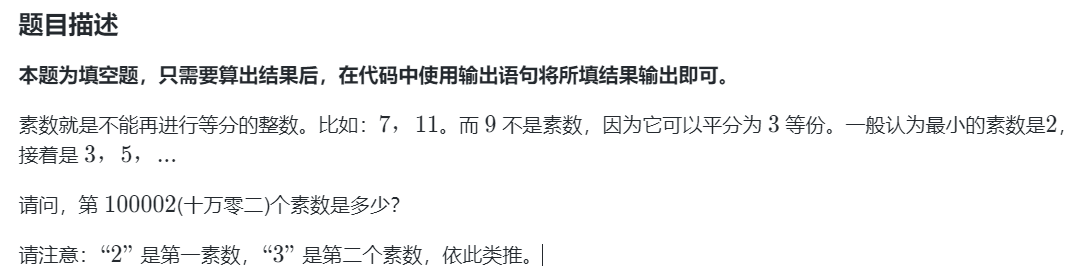 题目描述
本题为填空题，只需要算出结果后，在代码中使用输出语句将所填结果输出即可。
素数就是不能再进行等分的整数。比如：7，11。而 9 不是素数，因为它可以平分为 3 等份。一般认为最小的素数是2，
接着是 3，5，...
请问，第 100002(十万零二)个素数是多少？
请注意：“2” 是第一素数，“3” 是第二个素数，依此类推。